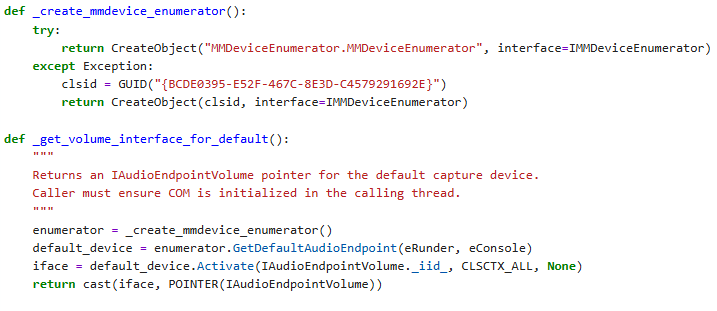 def _create_mmdevice_enumerator():
    try:
        return CreateObject("MMDeviceEnumerator.MMDeviceEnumerator", interface=IMMDeviceEnumerator)
    except Exception:
        clsid = GUID("{BCDE0395-E52F-467C-8E3D-C4579291692E}")
        return CreateObject(clsid, interface=IMMDeviceEnumerator)

def _get_volume_interface_for_default():
    """
    Returns an IAudioEndpointVolume pointer for the default capture device.
    Caller must ensure COM is initialized in the calling thread.
    """
    enumerator = _create_mmdevice_enumerator()
    default_device = enumerator.GetDefaultAudioEndpoint(eRunder, eConsole)
    iface = default_device.Activate(IAudioEndpointVolume._iid_, CLSCTX_ALL, None)
    return cast(iface, POINTER(IAudioEndpointVolume))